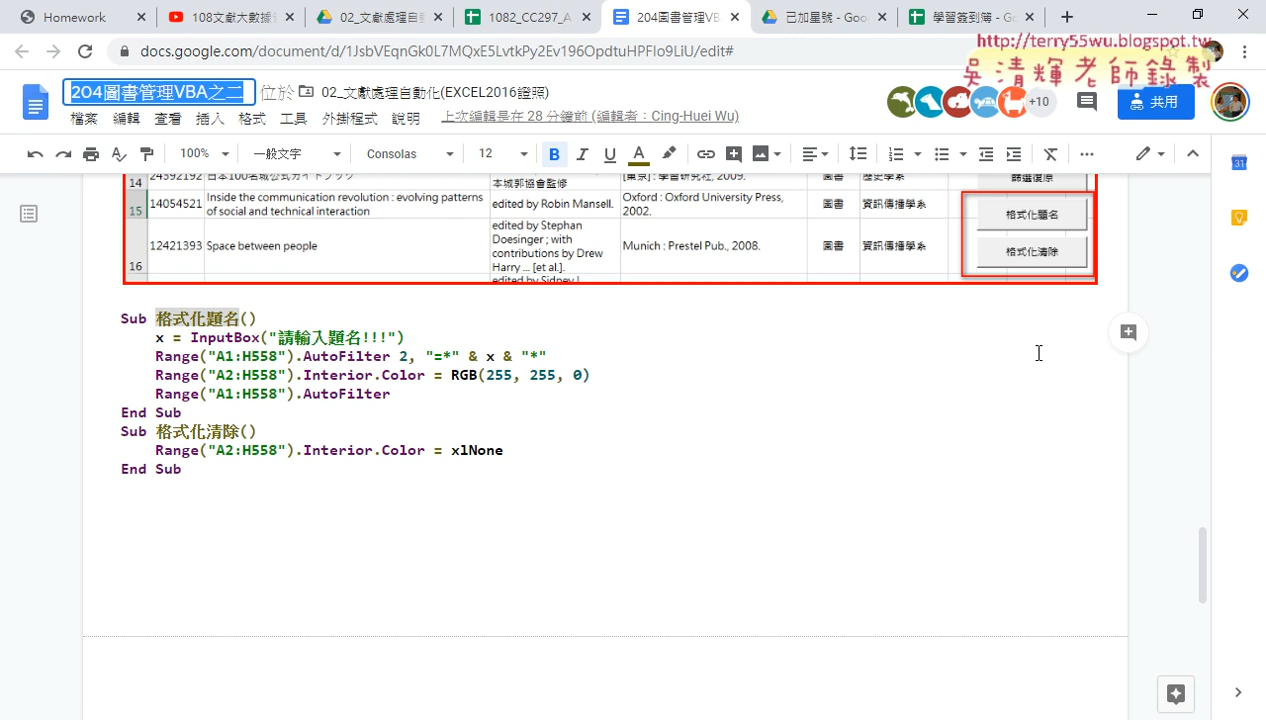 Homework
108文獻大數據
02_文獻處理自動
1082_CC297_A
204圖書管理VB
已加星號 - Goo
學習簽到簿 - G
docs.google.com/document/d/1JsbVEqnGk0L7MQxE5LvtkPy2Ev196OpdtuHPFIo9LiU/edit#
http://terry55wu.blogspot.tw
吳清輝老師錄製
204圖書管理VBA之二
位於 02_文獻處理自動化(EXCEL2016證照)
+10
共用
檔案 編輯 查看 插入 格式 工具 外掛程式 說明 上次編輯是在 28 分鐘前 (編輯者：Cing-Huei Wu)
100% 一般文字 Consolas 12 B I U A
31
14 24592192 日本100名城公式ガイドブック 本城郭協會監修 [東京] : 學習研究社, 2009. 圖書 歷史學系 篩選復原
15 14054521 Inside the communication revolution : evolving patterns of social and technical interaction edited by Robin Mansell. Oxford : Oxford University Press, 2002. 圖書 資訊傳播學系 格式化題名
16 12421393 Space between people edited by Stephan Doesinger ; with contributions by Drew Harry ... [et al.]. Munich : Prestel Pub., 2008. 圖書 資訊傳播學系 格式化清除
edited by Sidney I.
Sub 格式化題名()
x = InputBox("請輸入題名!!!")
Range("A1:H558").AutoFilter 2, "=*" & x & "*"
Range("A2:H558").Interior.Color = RGB(255, 255, 0)
Range("A1:H558").AutoFilter
End Sub
Sub 格式化清除()
Range("A2:H558").Interior.Color = xlNone
End Sub